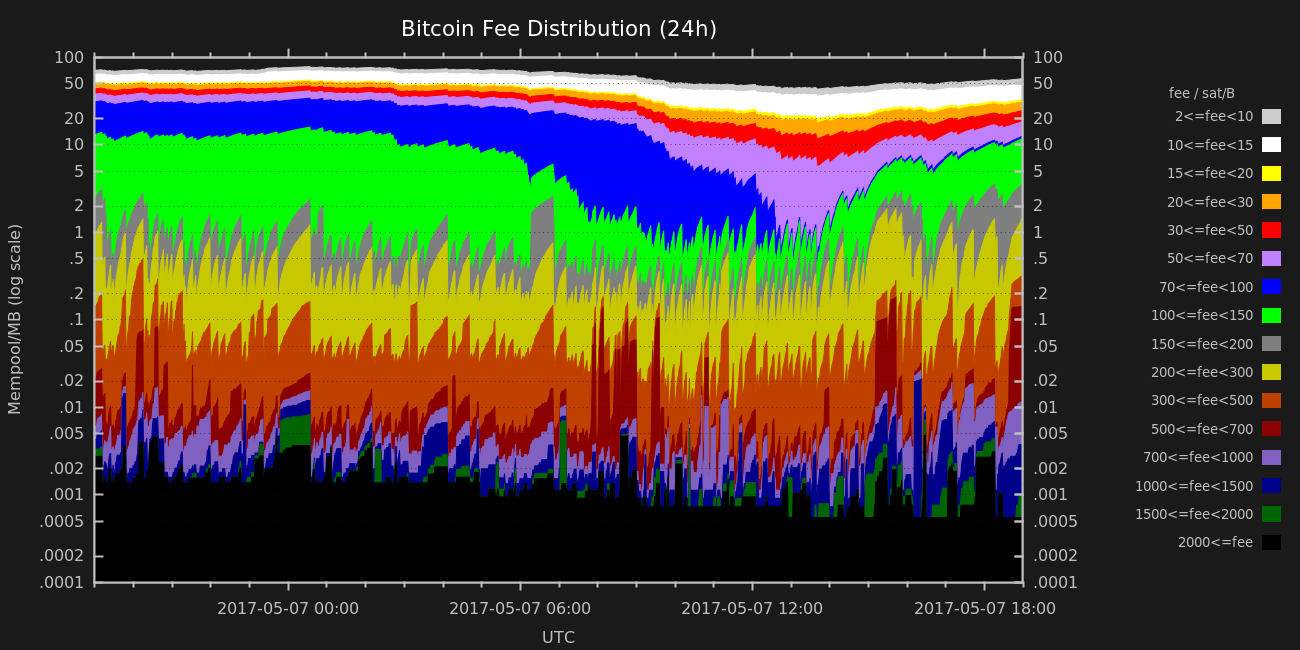 Bitcoin Fee Distribution (24h)
Mempool/MB (log scale)
100
50
20
10
5
2
1
.5
.2
.1
.05
.02
.01
.005
.002
.001
.0005
.0002
.0001
100
50
20
10
5
2
1
.5
.2
.1
.05
.02
.01
.005
.002
.001
.0005
.0002
.0001
fee / sat/B
2<=fee<10
10<=fee<15
15<=fee<20
20<=fee<30
30<=fee<50
50<=fee<70
70<=fee<100
100<=fee<150
150<=fee<200
200<=fee<300
300<=fee<500
500<=fee<700
700<=fee<1000
1000<=fee<1500
1500<=fee<2000
2000<=fee
2017-05-07 00:00 2017-05-07 06:00 2017-05-07 12:00 2017-05-07 18:00
UTC